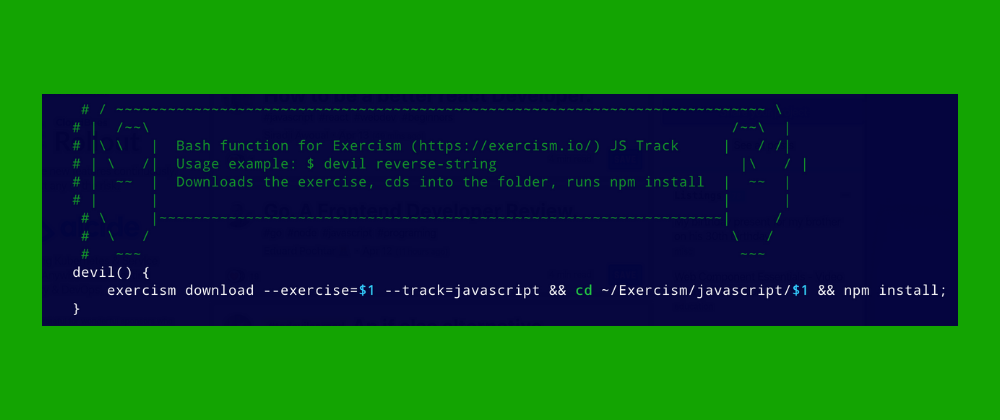 # / ~~~~~~~~~~~~~~~~~~~~~~~~~~~~~~~~~~~~~~~~~~~~~~~~~~~~~~~~~~~~~~~~~~~~~~~~~~~ \
# |  /~~\                                                                   /~~\  |
# |\ \   |  Bash function for Exercism (https://exercism.io/) JS Track     |   / /|
# | \   /|  Usage example: $ devil reverse-string                            |\   / |
# |  ~~  |  Downloads the exercise, cds into the folder, runs npm install  |  ~~  |
# |      |                                                                 |      |
# \     |~~~~~~~~~~~~~~~~~~~~~~~~~~~~~~~~~~~~~~~~~~~~~~~~~~~~~~~~~~~~~~~~~|     /
#  \   /                                                                   \   /
#   ~~~                                                                     ~~~
devil() {
    exercism download --exercise=$1 --track=javascript && cd ~/Exercism/javascript/$1 && npm install;
}